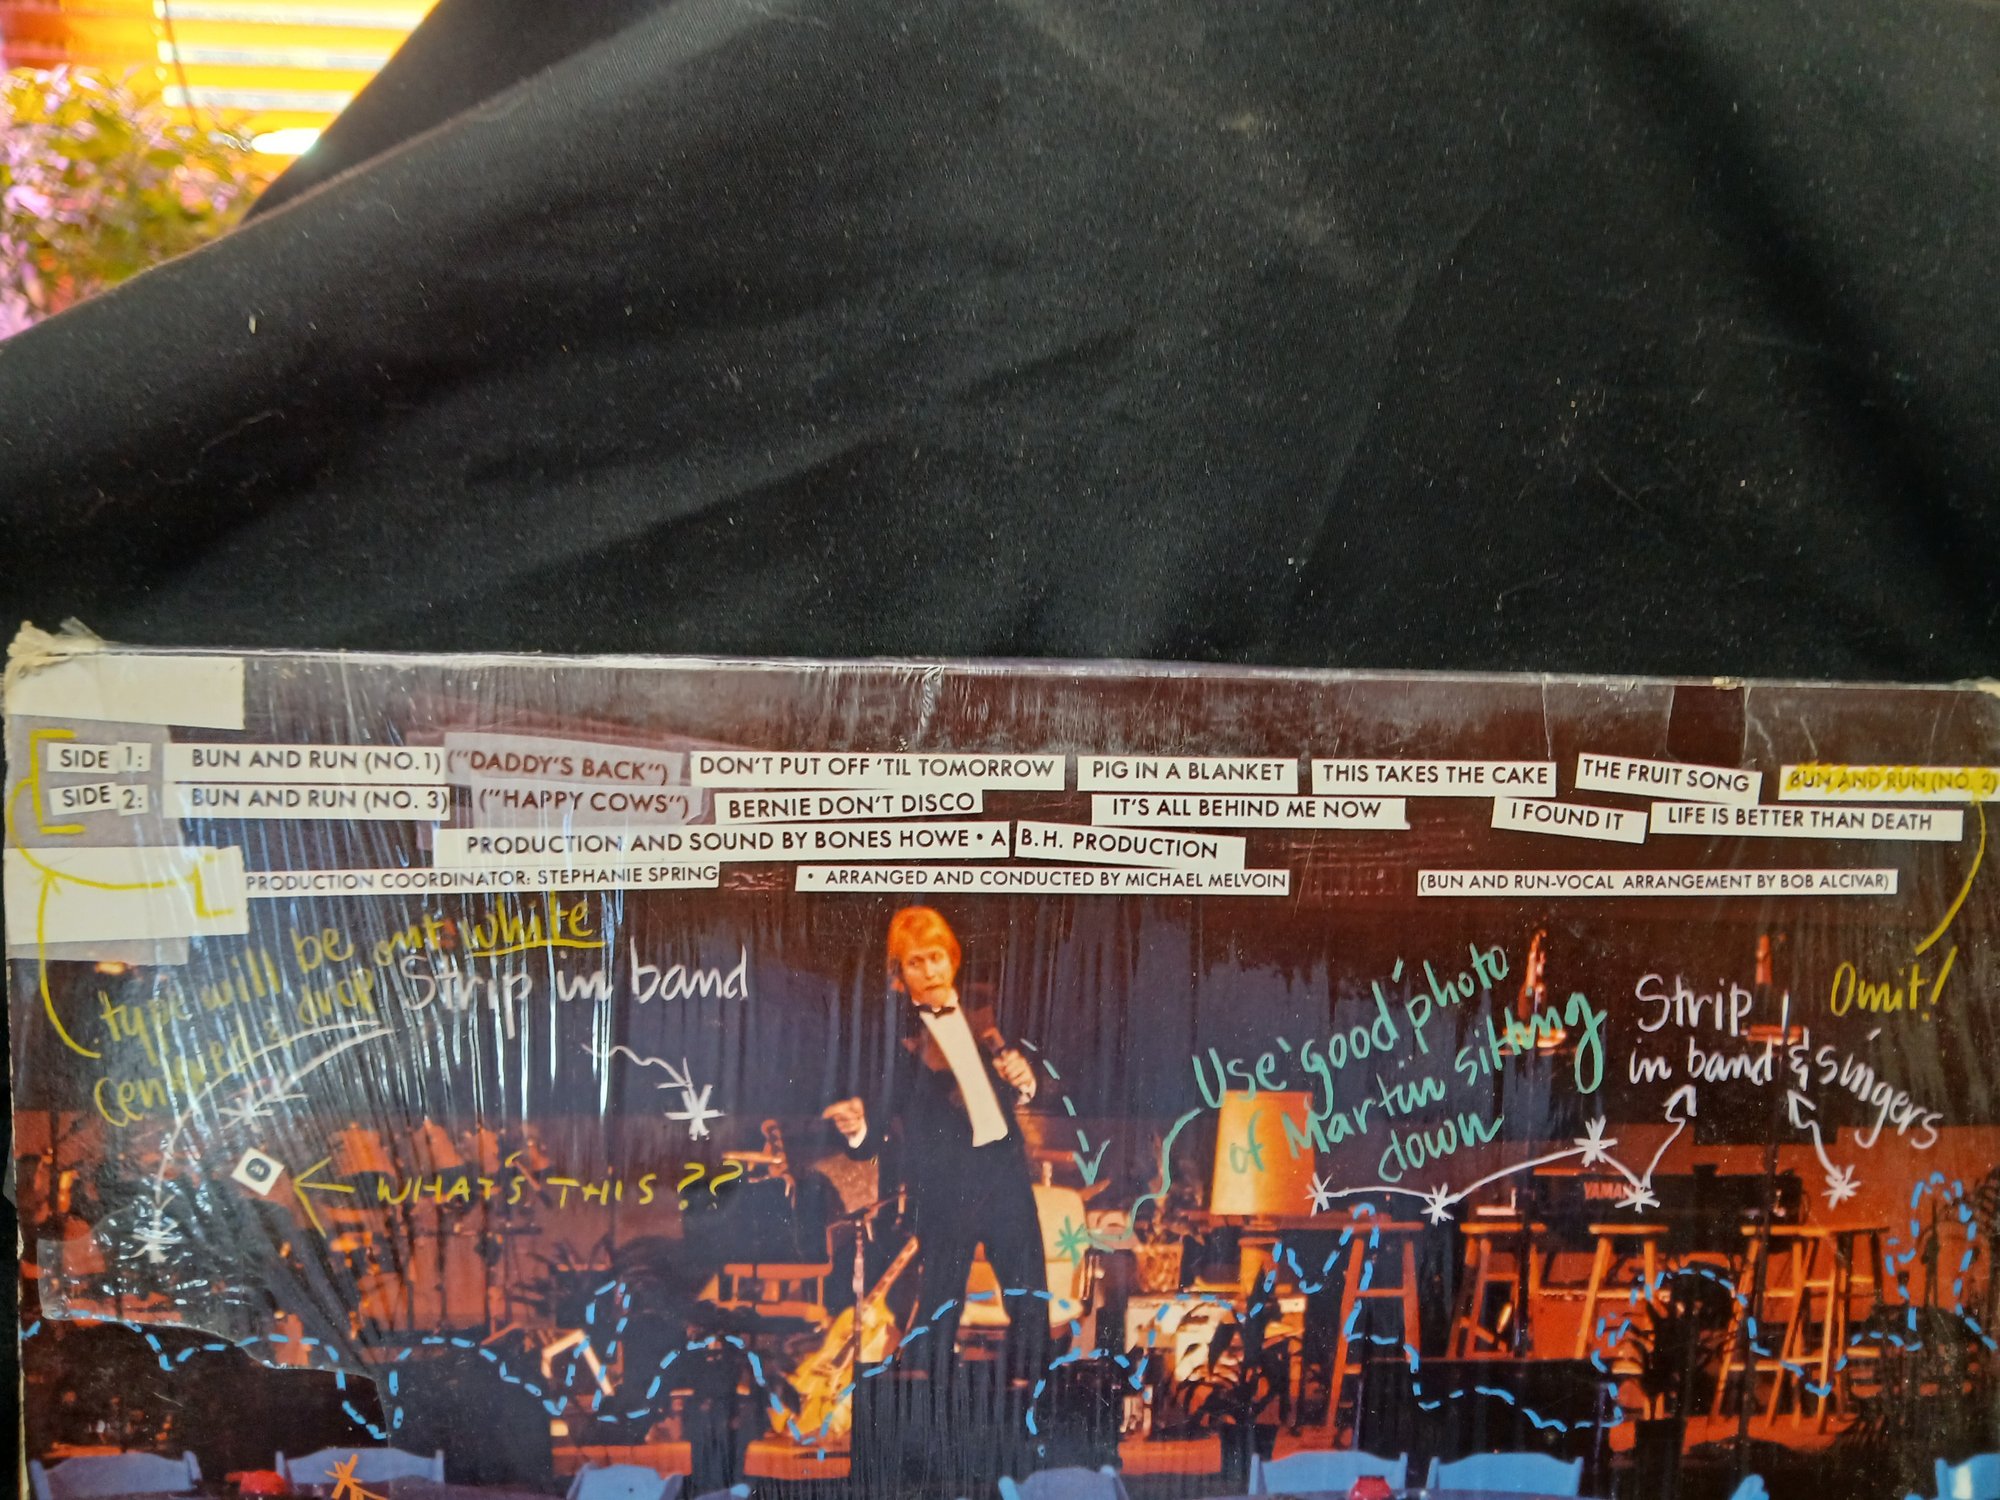 SIDE 1: BUN AND RUN (NO. 1) ("DADDY'S BACK") DON'T PUT OFF 'TIL TOMORROW PIG IN A BLANKET THIS TAKES THE CAKE THE FRUIT SONG BUN AND RUN (NO. 2)
SIDE 2: BUN AND RUN (NO. 3) ("HAPPY COWS") BERNIE DON'T DISCO IT'S ALL BEHIND ME NOW I FOUND IT LIFE IS BETTER THAN DEATH
PRODUCTION AND SOUND BY BONES HOWE • A B.H. PRODUCTION
PRODUCTION COORDINATOR: STEPHANIE SPRING • ARRANGED AND CONDUCTED BY MICHAEL MELVOIN (BUN AND RUN-VOCAL ARRANGEMENT BY BOB ALCIVAR)
type will be out white
centered & drop
Strip in band
Use 'good' photo
of Martin sitting
down
Strip
in band & singers
Omit!
WHAT'S THIS??